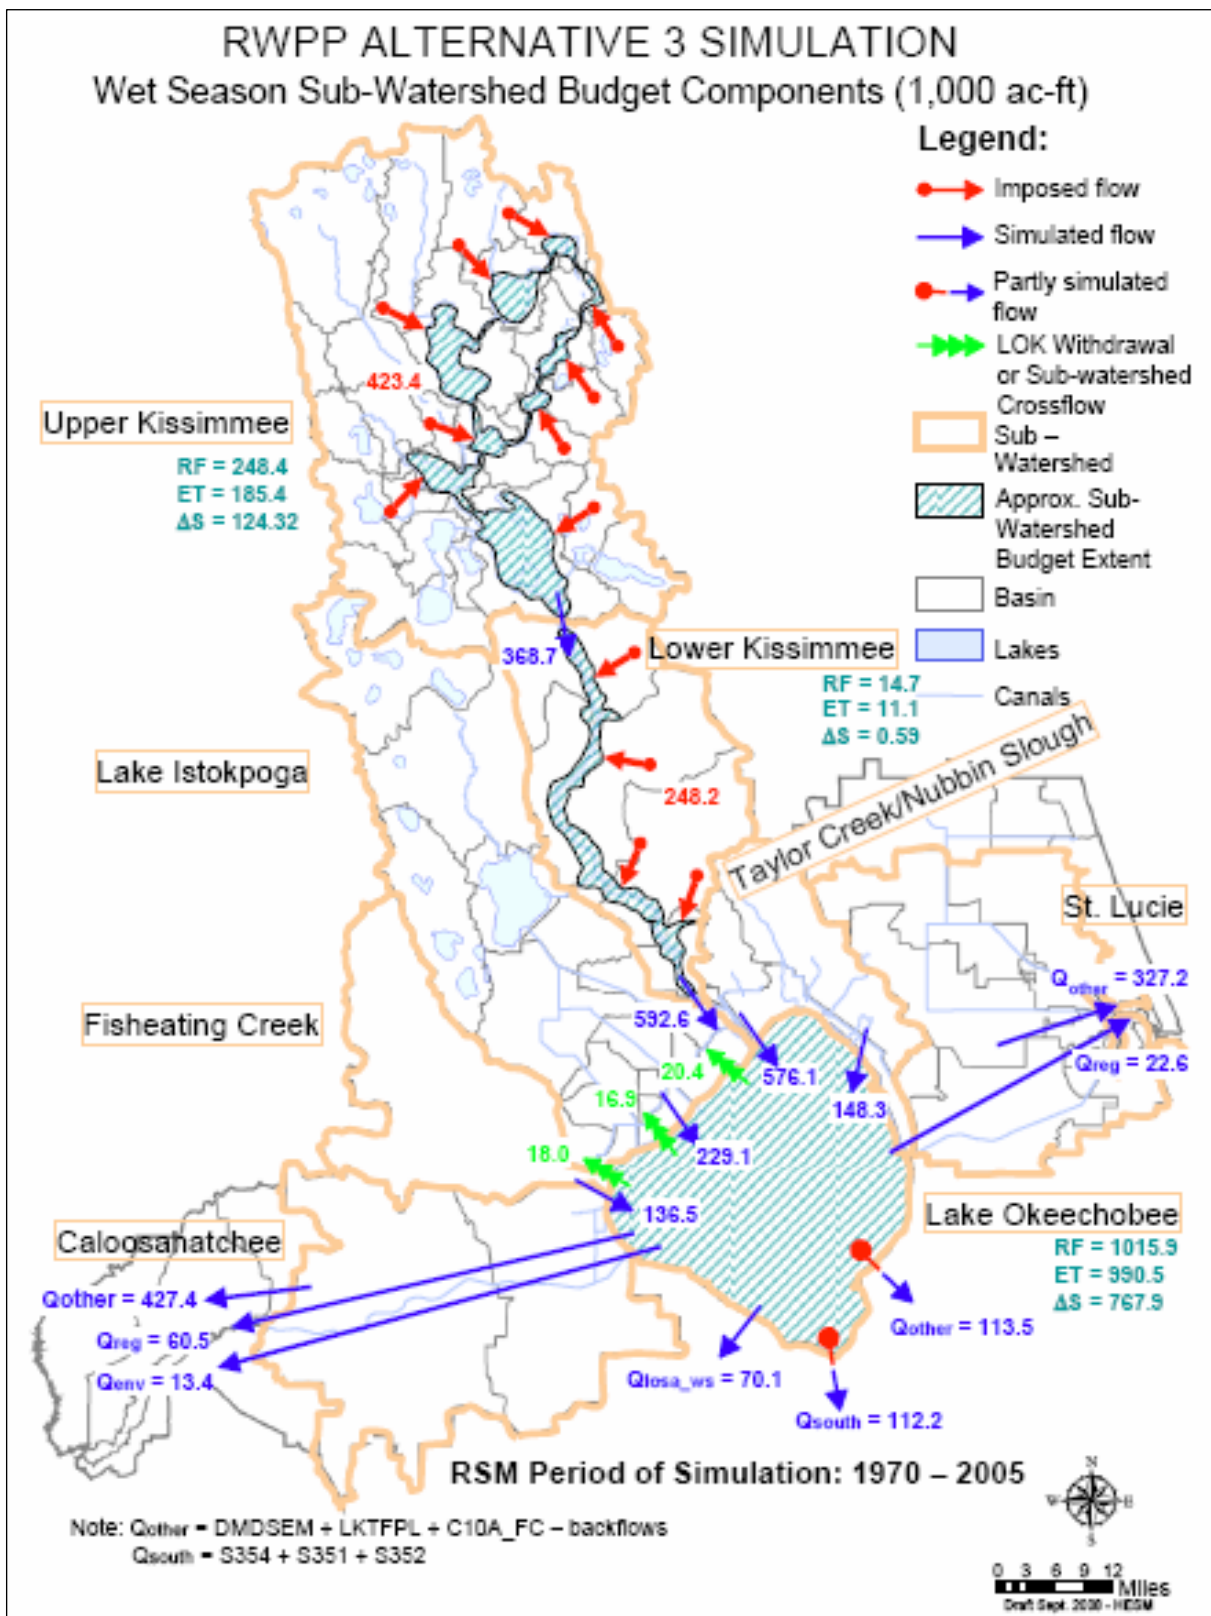 RWPP ALTERNATIVE 3 SIMULATION
Wet Season Sub-Watershed Budget Components (1,000 ac-ft)
Legend:
Imposed flow
Simulated flow
Partly simulated
flow
LOK Withdrawal
or Sub-watershed
Crossflow
Sub –
Watershed
Approx. Sub-
Watershed
Budget Extent
Basin
Lakes
Canals
423.4
Upper Kissimmee
RF = 248.4
ET = 185.4
ΔS = 124.32
368.7
Lower Kissimmee
RF = 14.7
ET = 11.1
ΔS = 0.59
Lake Istokpoga
248.2
Taylor Creek/Nubbin Slough
St. Lucie
Qother = 327.2
Qreg = 22.6
Fisheating Creek
592.6
20.4
576.1
148.3
16.9
229.1
18.0
136.5
Lake Okeechobee
RF = 1015.9
ET = 990.5
ΔS = 767.9
Caloosahatchee
Qother = 427.4
Qreg = 60.5
Qenv = 13.4
Qother = 113.5
Qlosa_ws = 70.1
Qsouth = 112.2
RSM Period of Simulation: 1970 – 2005
N
W E
S
Note: Qother = DMDSEM + LKTFPL + C10A_FC – backflows
Qsouth = S354 + S351 + S352
0 3 6 9 12
Miles
Draft Sept. 2008 - HESM